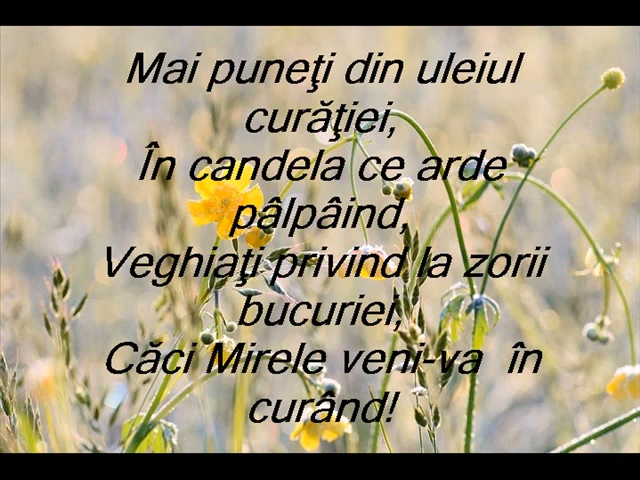 Mai puneţi din uleiul
curăţiei,
În candela ce arde
pâlpâind,
Veghiaţi privind la zorii
bucuriei,
Căci Mirele veni-va  în
curând!